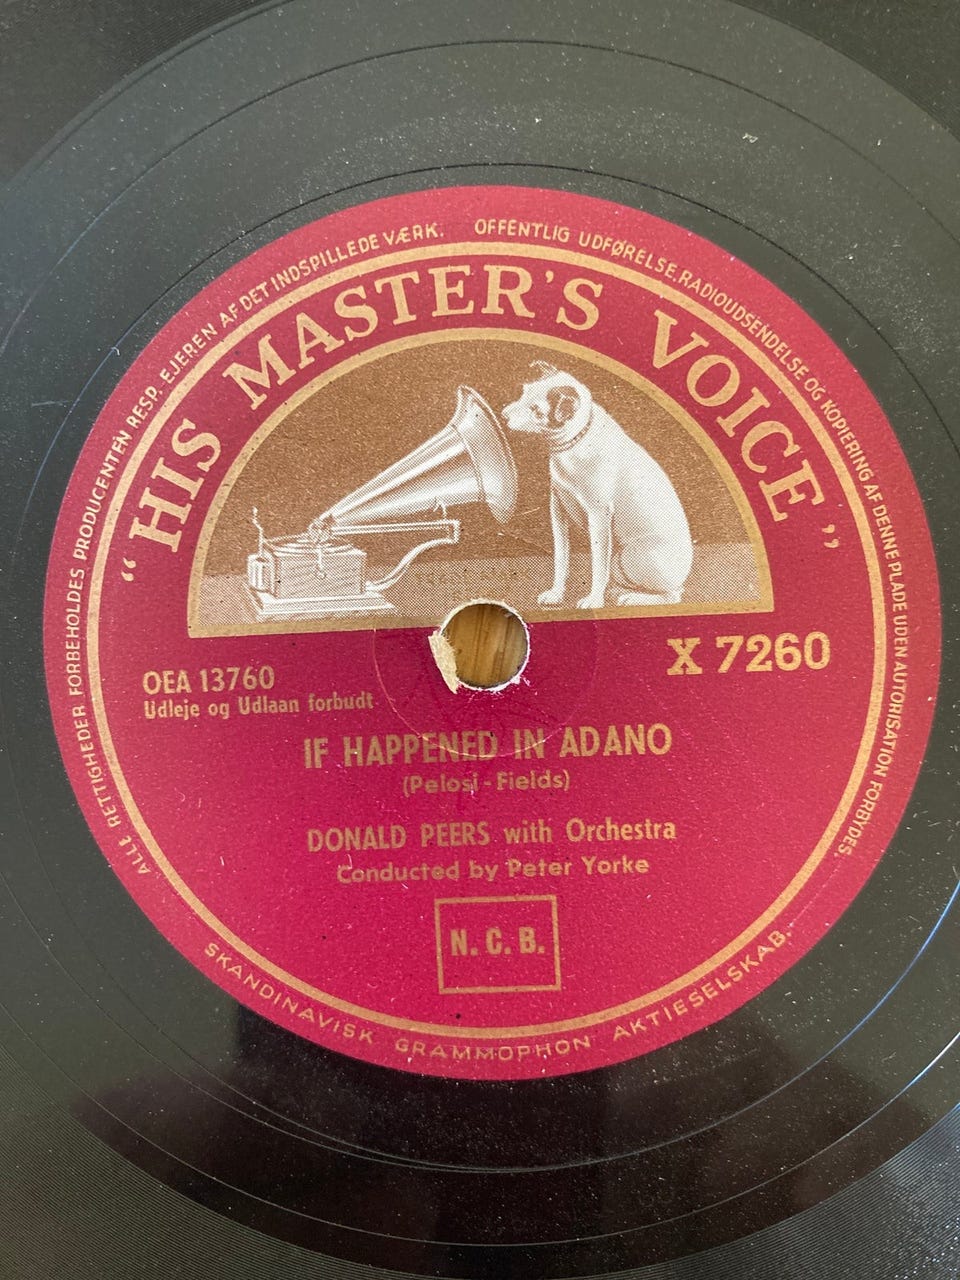 ALLE RETTIGHEDER FORBEHOLDES PRODUCENTEN RESP. EJEREN AF DET INDSPILLEDE VÆRK. OFFENTLIG UDFØRELSE, RADIOUDSENDELSE OG KOPIERING AF DENNE PLADE UDEN AUTORISATION FORBYDES.
"HIS MASTER'S VOICE"
OEA 13760
X 7260
Udleje og Udlaan forbudt
IF HAPPENED IN ADANO
(Pelosi - Fields)
DONALD PEERS with Orchestra
Conducted by Peter Yorke
N. C. B.
SKANDINAVISK GRAMMOPHON AKTIESELSKAB.